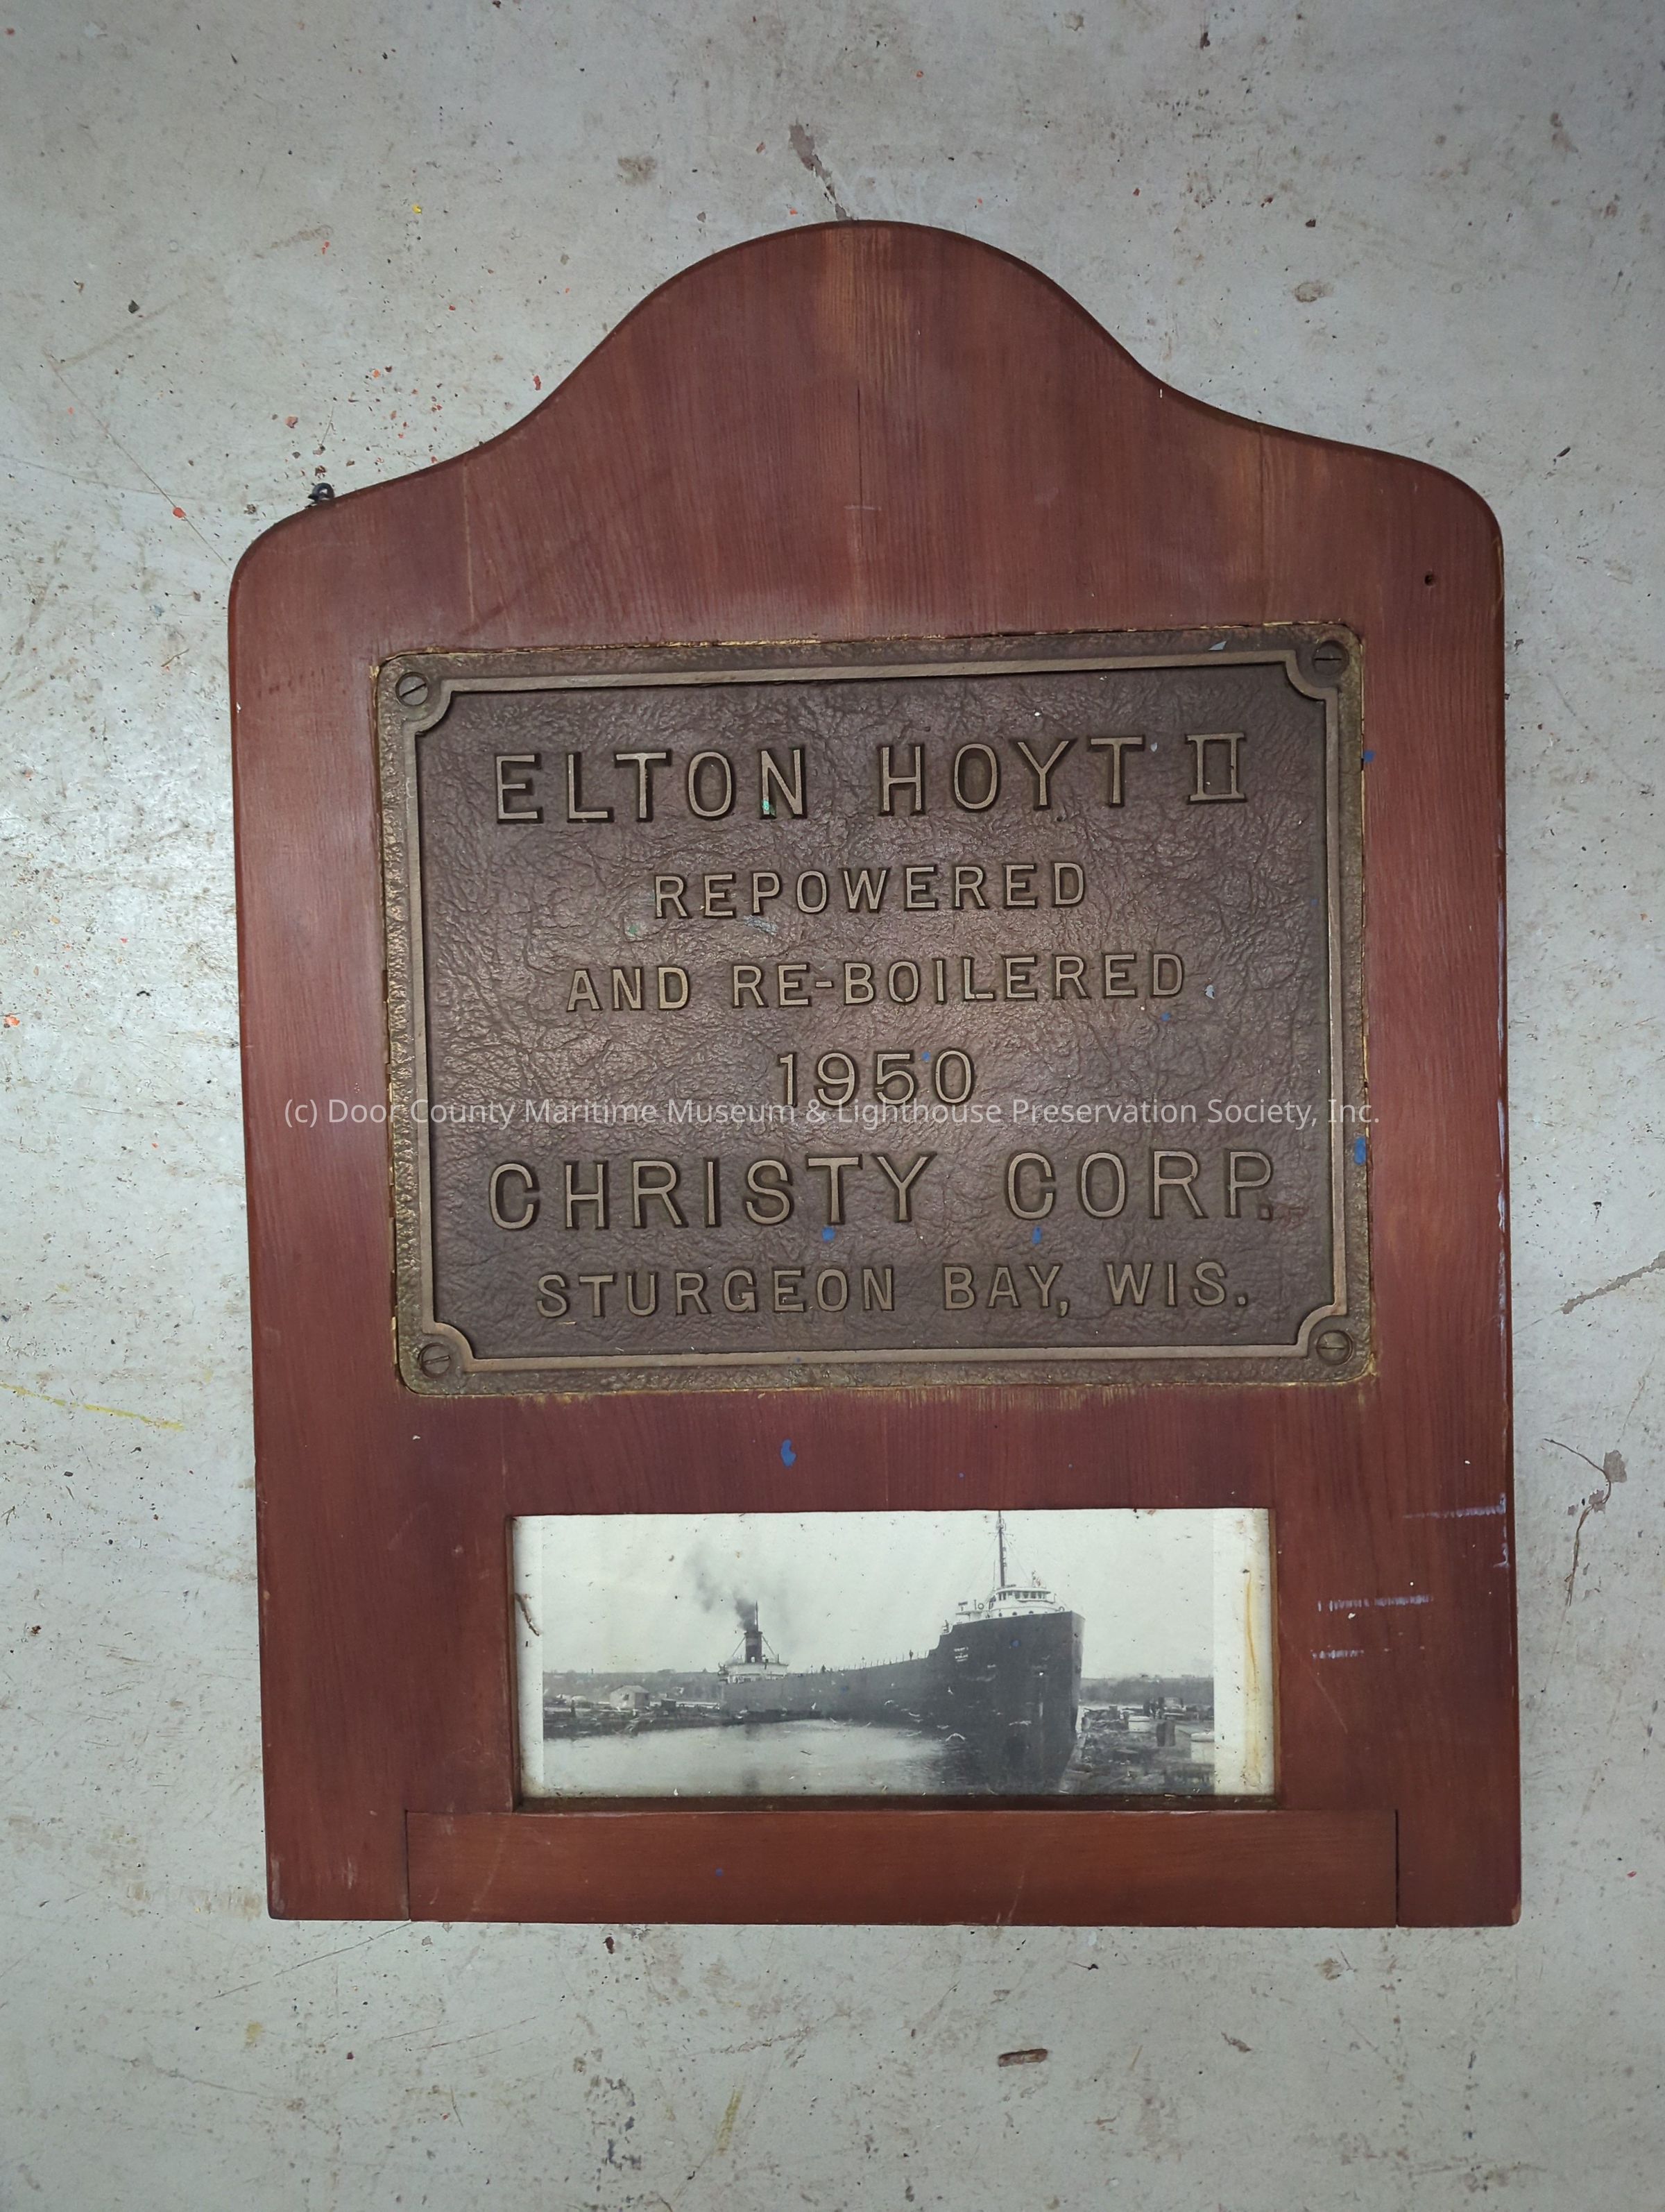 ELTON HOYT II
REPOWERED
AND RE-BOILERED
1950
(c) Door County Maritime Museum & Lighthouse Preservation Society, Inc.
CHRISTY CORP.
STURGEON BAY, WIS.